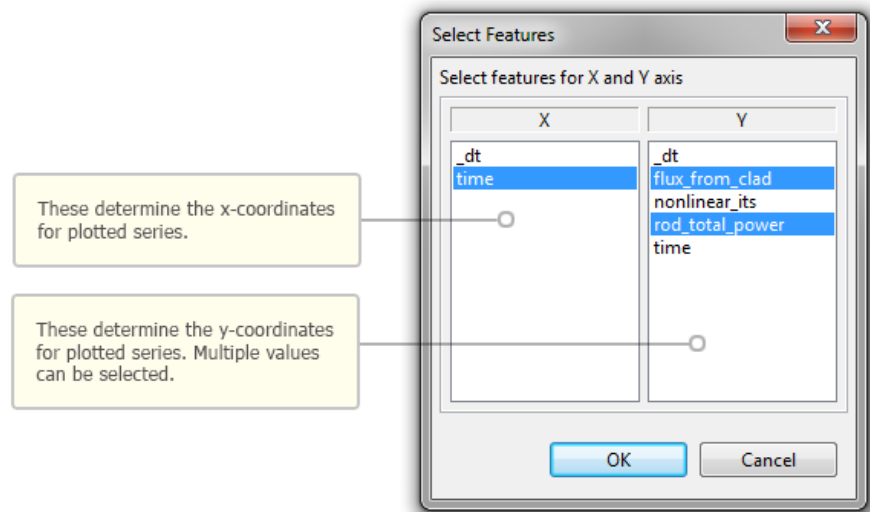 Select Features
Select features for X and Y axis
X
Y
_dt
time
_dt
flux_from_clad
nonlinear_its
rod_total_power
time
These determine the x-coordinates
for plotted series.
These determine the y-coordinates
for plotted series. Multiple values
can be selected.
OK
Cancel